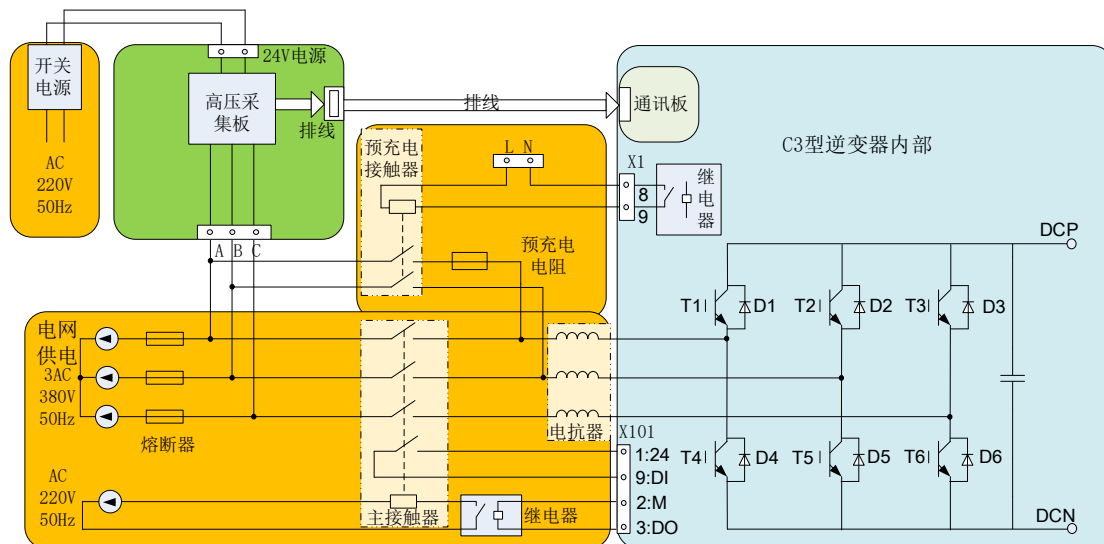 开关
电源
AC
220V
50Hz
24V电源
高压采
集板
排线
A B C
排线
通讯板
C3型逆变器内部
预充电
接触器
L N
X1
8
9
继
电
器
预充电
电阻
DCP
T1 D1
T2 D2
T3 D3
电网
供电
3AC
380V
50Hz
熔断器
电抗器
X101
1:24
9:DI
2:M
3:DO
T4 D4
T5 D5
T6 D6
AC
220V
50Hz
主接触器
继电器
DCN